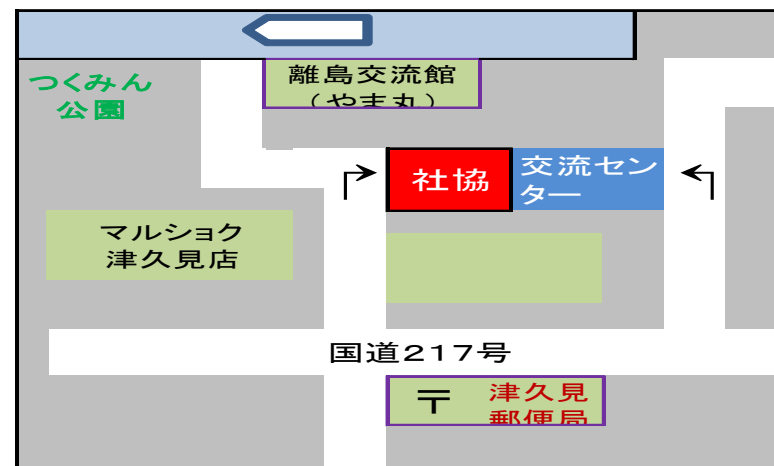 離島交流館
（やま丸）
つくみん
公園
社協
交流セン
ター
マルショク
津久見店
国道217号
〒 津久見
郵便局